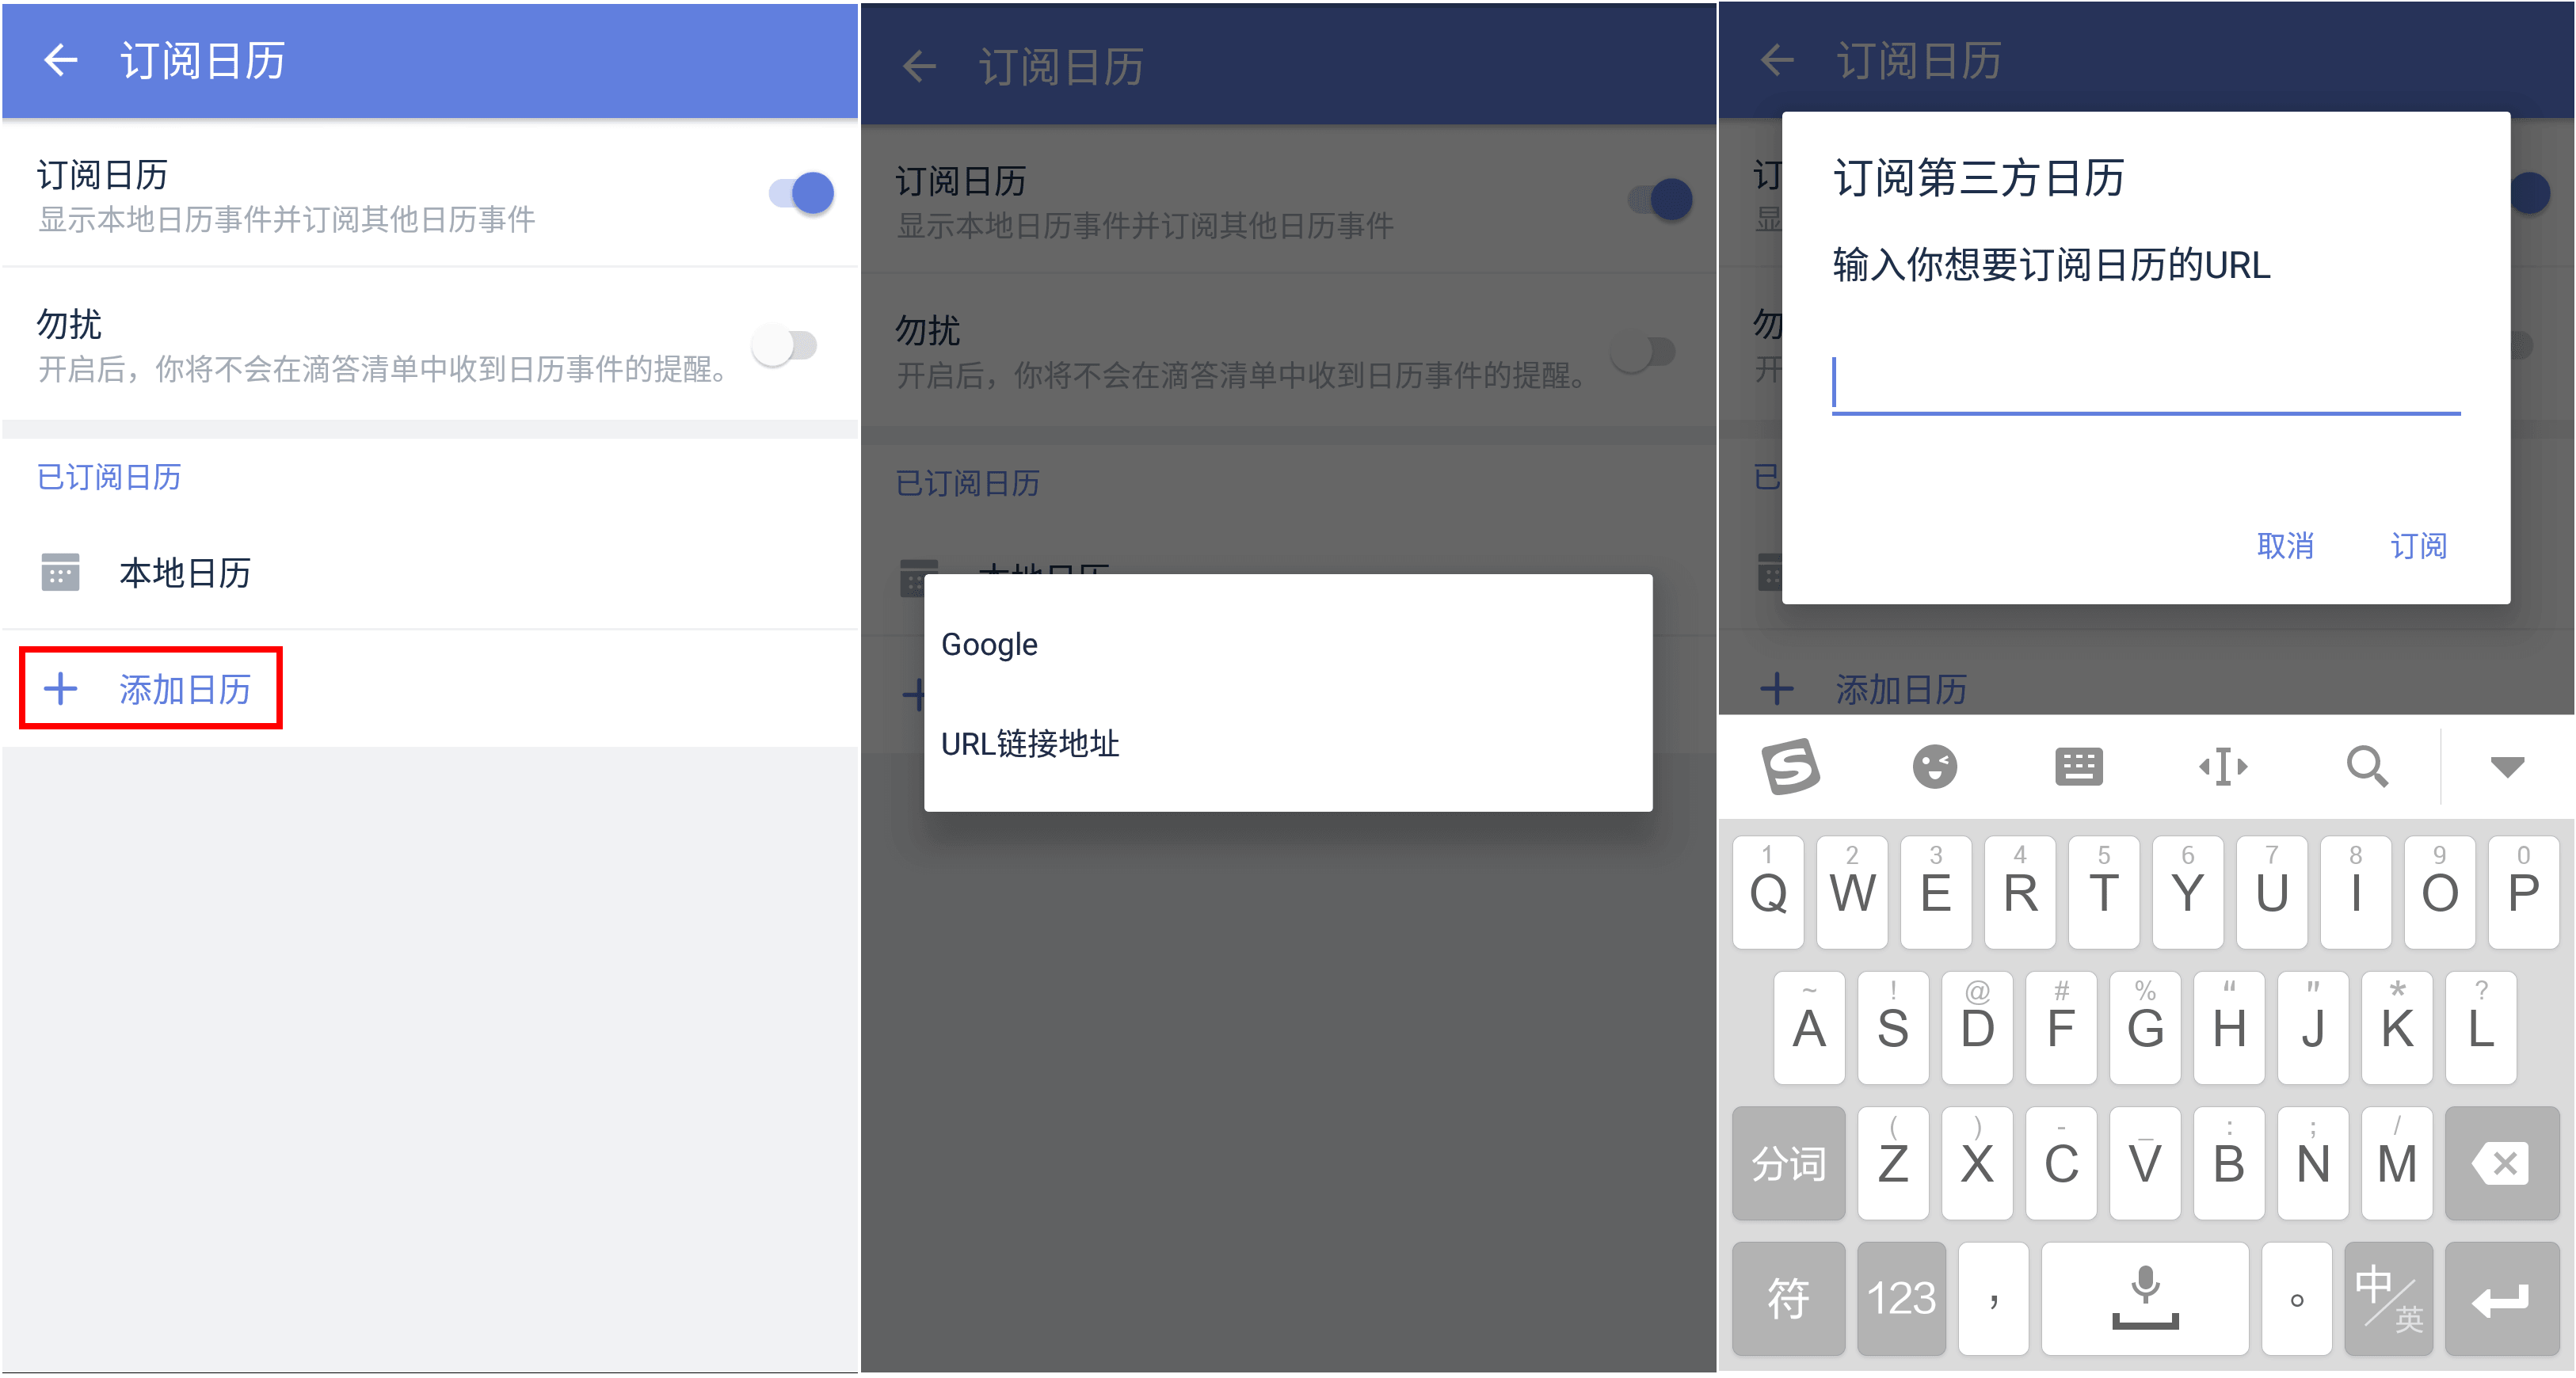 订阅日历
订阅日历
显示本地日历事件并订阅其他日历事件
勿扰
开启后，你将不会在滴答清单中收到日历事件的提醒。
已订阅日历
本地日历
添加日历
订阅日历
订阅日历
显示本地日历事件并订阅其他日历事件
勿扰
开启后，你将不会在滴答清单中收到日历事件的提醒。
已订阅日历
本地日历
Google
URL链接地址
订阅日历
订
显
勿
开
已
订阅第三方日历
输入你想要订阅日历的URL
取消 订阅
添加日历
1 2 3 4 5 6 7 8 9 0
Q W E R T Y U I O P
~ ! @ # % “ ” * ?
A S D F G H J K L
( ) - _ : ; /
分词 Z X C V B N M
符 123 ， 。 中/英